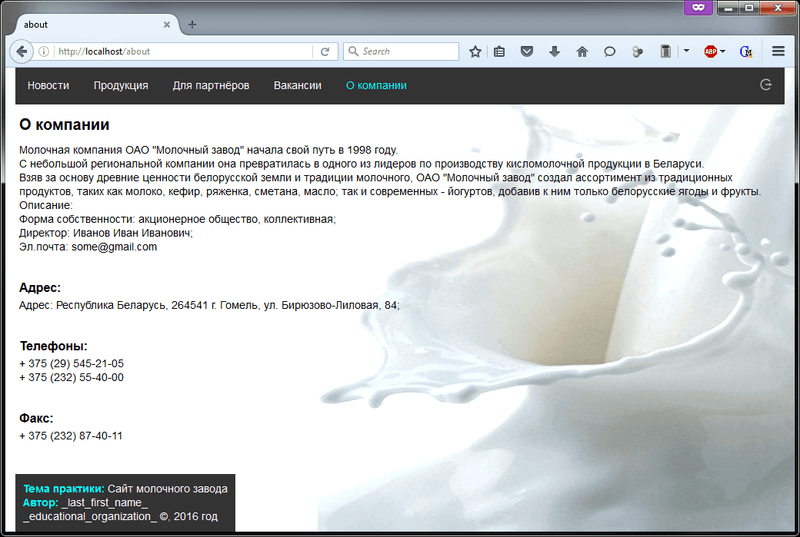 about
http://localhost/about
Search
ABP
Новости Продукция Для партнёров Вакансии О компании
О компании
Молочная компания ОАО "Молочный завод" начала свой путь в 1998 году.
С небольшой региональной компании она превратилась в одного из лидеров по производству кисломолочной продукции в Беларуси.
Взяв за основу древние ценности белорусской земли и традиции молочного, ОАО "Молочный завод" создал ассортимент из традиционных
продуктов, таких как молоко, кефир, ряженка, сметана, масло; так и современных - йогуртов, добавив к ним только белорусские ягоды и фрукты.
Описание:
Форма собственности: акционерное общество, коллективная;
Директор: Иванов Иван Иванович;
Эл.почта: some@gmail.com
Адрес:
Адрес: Республика Беларусь, 264541 г. Гомель, ул. Бирюзово-Лиловая, 84;
Телефоны:
+ 375 (29) 545-21-05
+ 375 (232) 55-40-00
Факс:
+ 375 (232) 87-40-11
Тема практики: Сайт молочного завода
Автор: _last_first_name_
_educational_organization_ ©, 2016 год